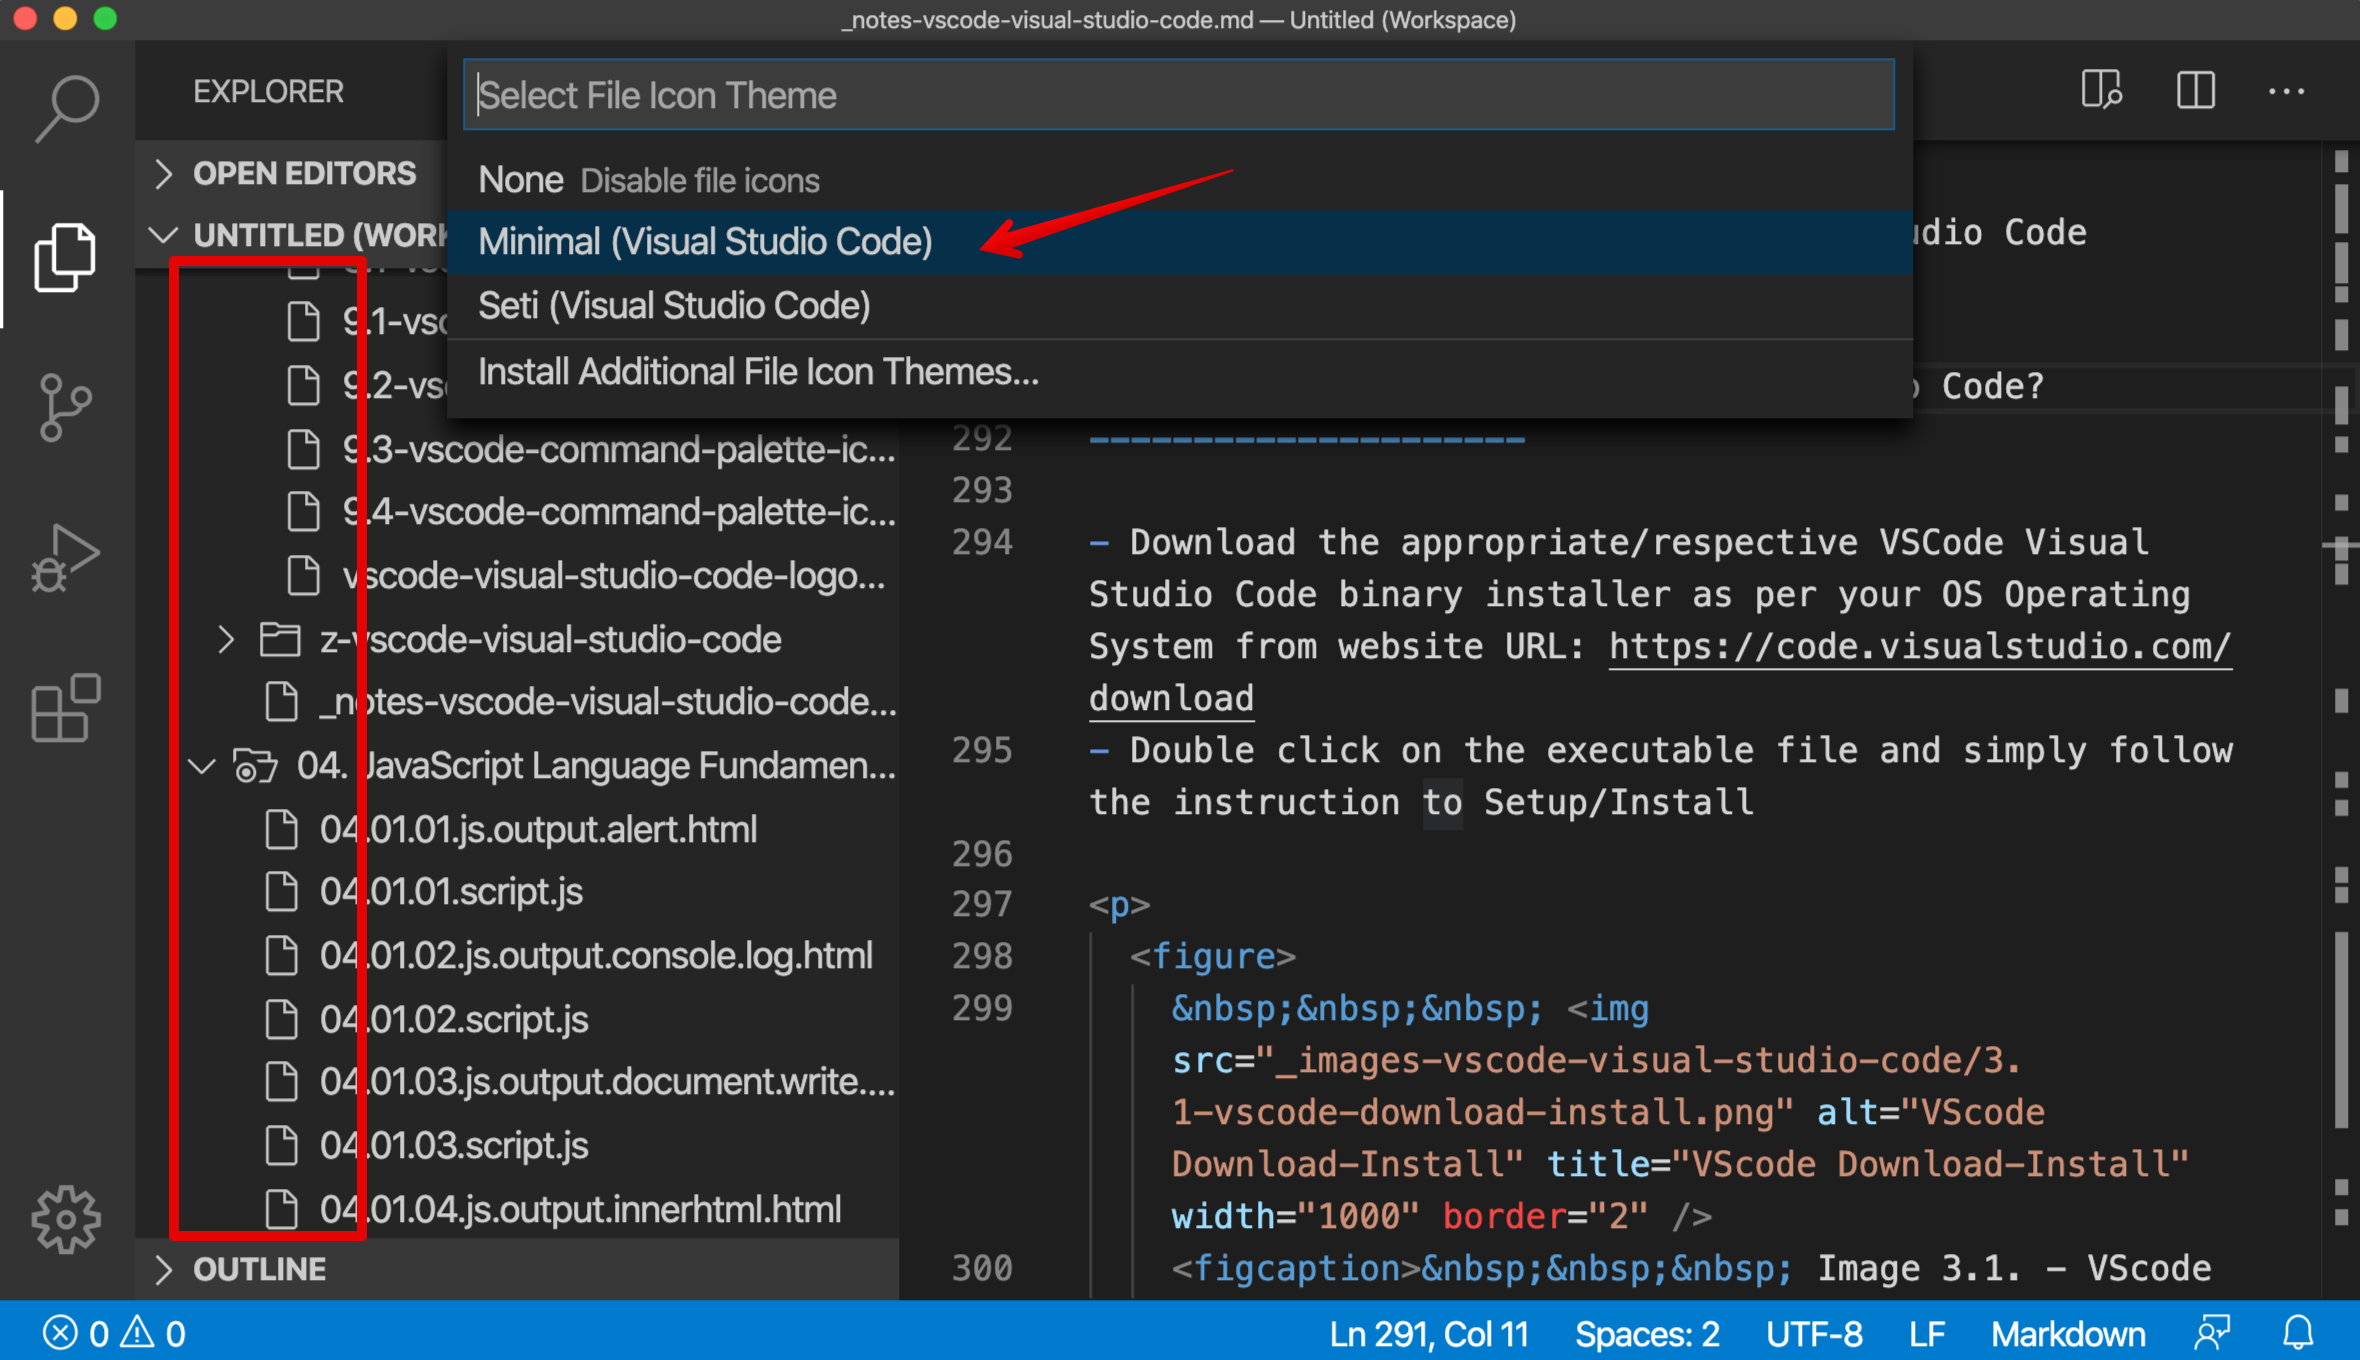 _notes-vscode-visual-studio-code.md — Untitled (Workspace)
EXPLORER
Select File Icon Theme
None Disable file icons
Minimal (Visual Studio Code)
Seti (Visual Studio Code)
Install Additional File Icon Themes...
OPEN EDITORS
UNTITLED (WORK
9.1-vsc
9.2-vs
9.3-vscode-command-palette-ic...
9.4-vscode-command-palette-ic...
vscode-visual-studio-code-logo...
z-vscode-visual-studio-code
_notes-vscode-visual-studio-code...
04. JavaScript Language Fundamen...
04.01.01.js.output.alert.html
04.01.01.script.js
04.01.02.js.output.console.log.html
04.01.02.script.js
04.01.03.js.output.document.write....
04.01.03.script.js
04.01.04.js.output.innerhtml.html
OUTLINE
dio Code
Code?
292 ---------------------
293
294 - Download the appropriate/respective VSCode Visual
Studio Code binary installer as per your OS Operating
System from website URL: https://code.visualstudio.com/
download
295 - Double click on the executable file and simply follow
the instruction to Setup/Install
296
297 <p>
298 <figure>
299 &nbsp;&nbsp;&nbsp; <img
src="_images-vscode-visual-studio-code/3.
1-vscode-download-install.png" alt="VScode
Download-Install" title="VScode Download-Install"
width="1000" border="2" />
300 <figcaption>&nbsp;&nbsp;&nbsp; Image 3.1. - VScode
0 0
Ln 291, Col 11 Spaces: 2 UTF-8 LF Markdown